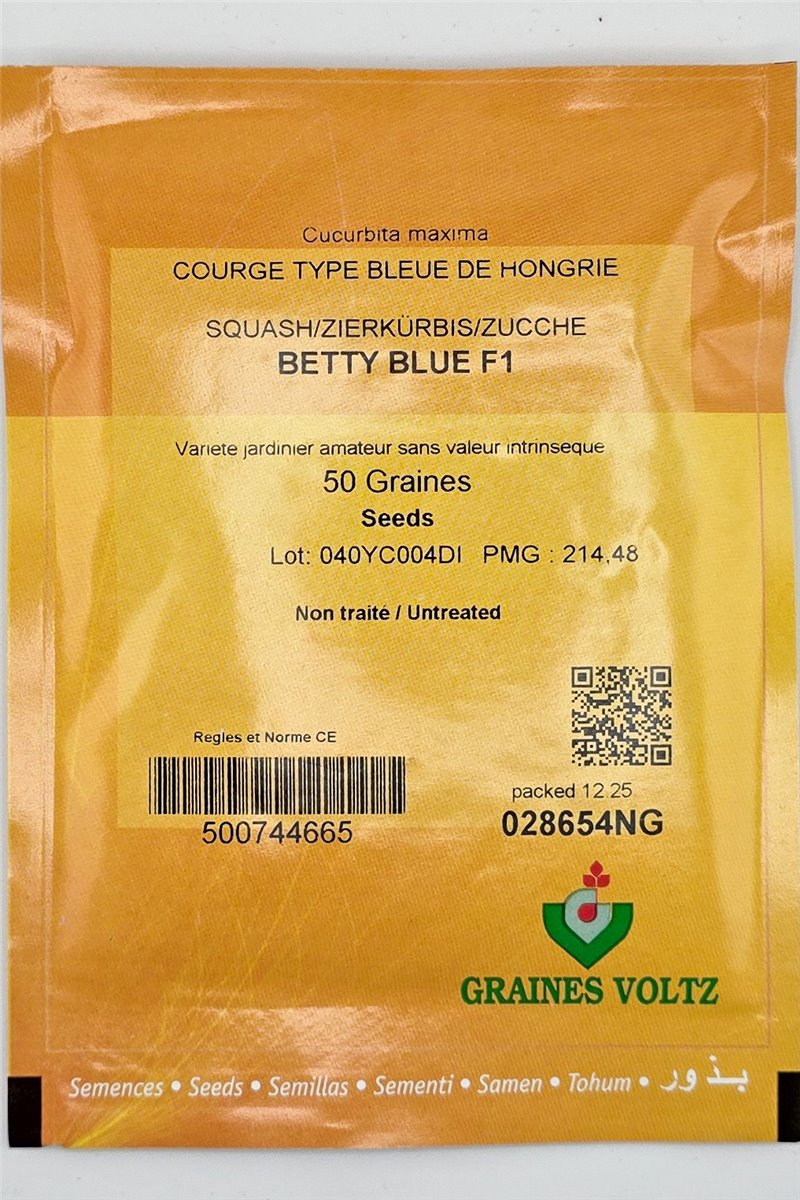 Cucurbita maxima
COURGE TYPE BLEUE DE HONGRIE
SQUASH/ZIERKÜRBIS/ZUCCHE
BETTY BLUE F1
Variete jardinier amateur sans valeur intrinseque
50 Graines
Seeds
Lot: 040YC004DI PMG : 214,48
Non traité / Untreated
Regles et Norme CE
500744665
packed 12.25
028654NG
GRAINES VOLTZ
Semences • Seeds • Semillas • Sementi • Samen • Tohum • بذور